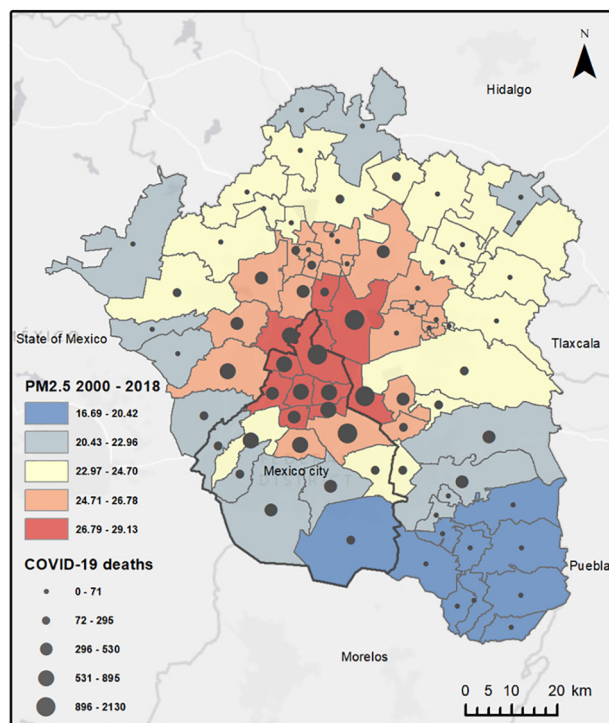 N
Hidalgo
ÉXICO
State of Mexico
Tlaxcala
PM2.5 2000 - 2018
16.69 - 20.42
20.43 - 22.96
22.97 - 24.70
24.71 - 26.78
26.79 - 29.13
Mexico city
DISTRICT
COVID-19 deaths
0 - 71
72 - 295
296 - 530
531 - 895
896 - 2130
Puebla
Morelos
0 5 10 20 km